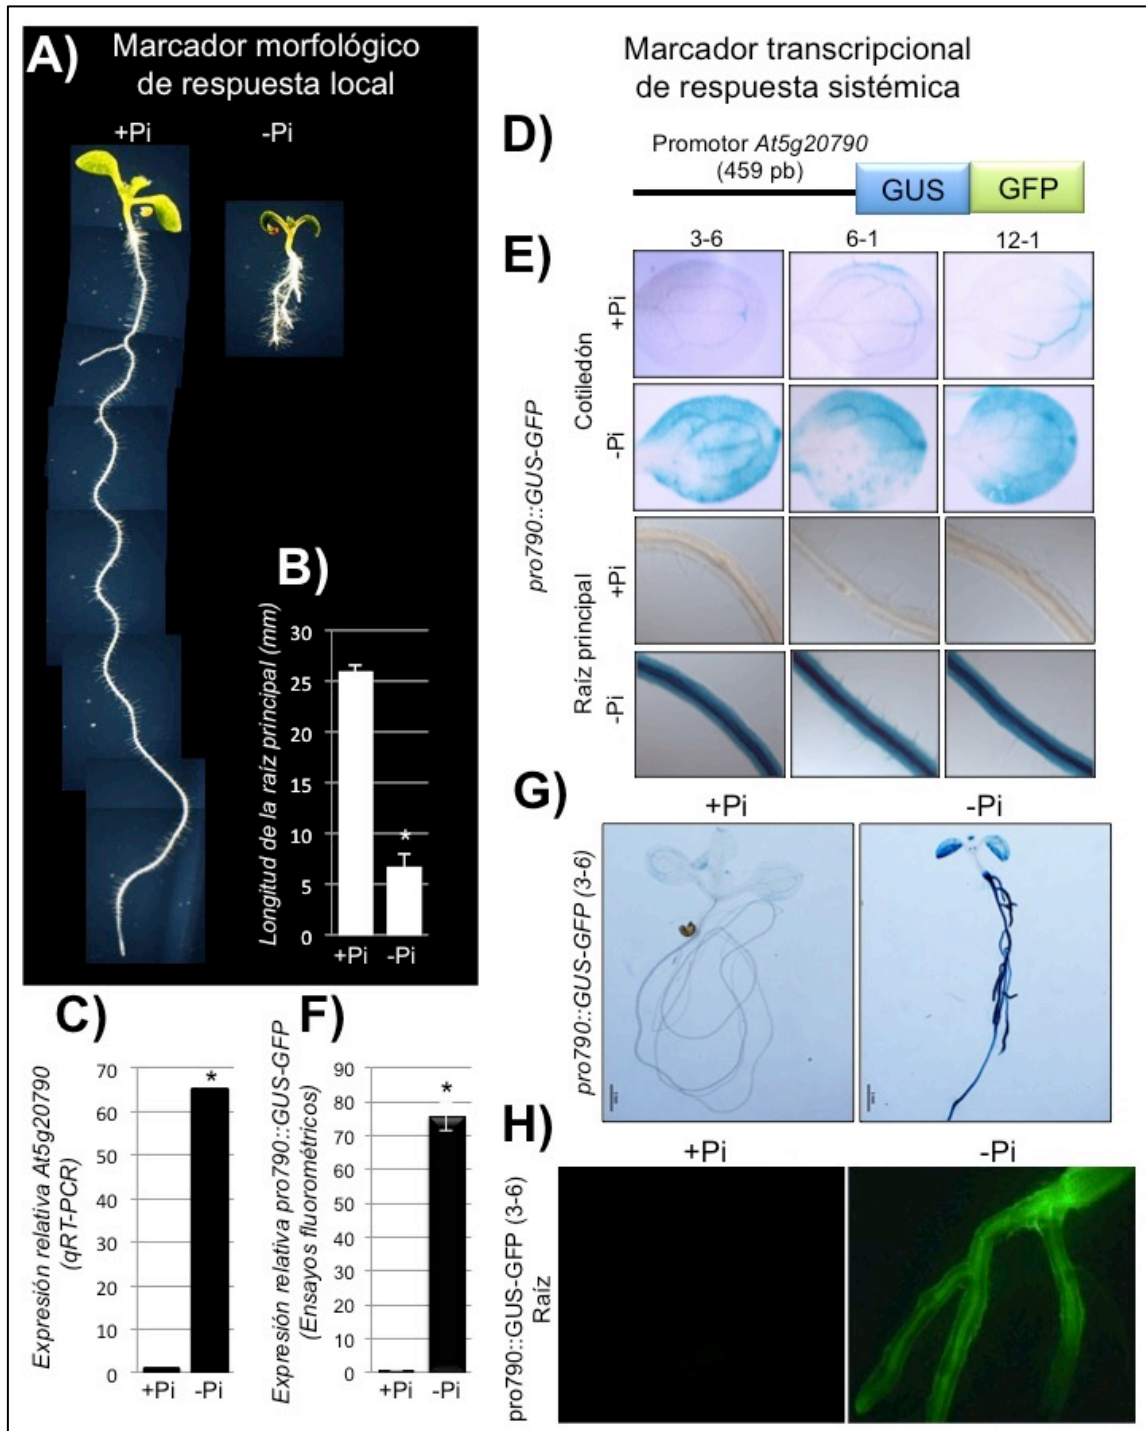 A)
Marcador morfológico
de respuesta local
+Pi
-Pi
B)
Longitud de la raíz principal (mm)
30
25
20
15
10
5
0
*
+Pi
-Pi
C)
Expresión relativa At5g20790
(qRT-PCR)
70
60
50
40
30
20
10
0
*
+Pi
-Pi
F)
Expresión relativa pro790::GUS-GFP
(Ensayos fluorométricos)
90
80
70
60
50
40
30
20
10
0
*
+Pi
-Pi
Marcador transcripcional
de respuesta sistémica
D)
Promotor At5g20790
(459 pb)
GUS
GFP
E)
3-6
6-1
12-1
pro790::GUS-GFP
Cotiledón
+Pi
-Pi
Raíz principal
+Pi
-Pi
G)
+Pi
-Pi
pro790::GUS-GFP (3-6)
H)
+Pi
-Pi
pro790::GUS-GFP (3-6)
Raíz